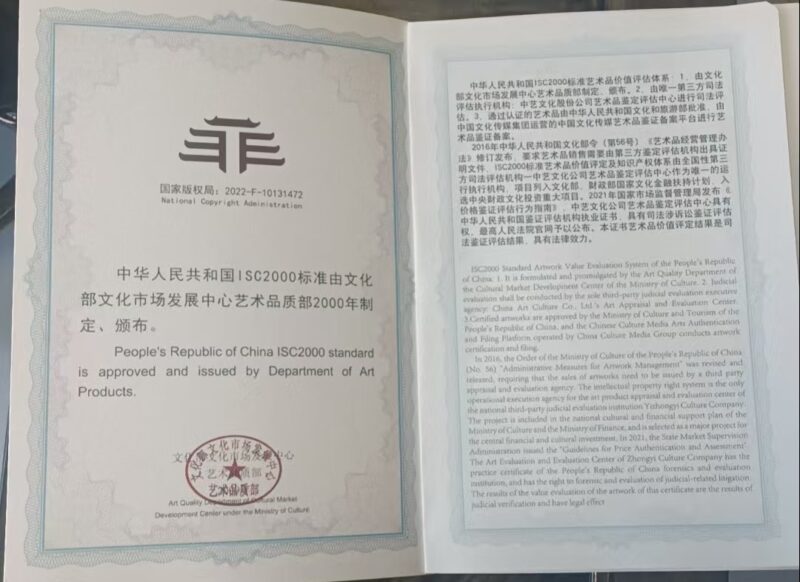 国家版权局：2022-F-10131472
National Copyright Administration
中华人民共和国ISC2000标准由文化
部文化市场发展中心艺术品质部2000年制
定、颁布。
People's Republic of China ISC2000 standard
is approved and issued by Department of Art
Products.
文化部文化市场发展中心
艺术品质部
Art Quality Department of Cultural Market
Development Center under the Ministry of Culture
文化部文化市场发展中心
艺术品质部
中华人民共和国ISC2000标准艺术品价值评估体系：1、由文化
部文化市场发展中心艺术品质部制定、颁布。2、由唯一第三方司法
评估执行机构：中艺文化股份公司艺术品鉴定评估中心进行司法评
估。3、通过认证的艺术品由中华人民共和国文化和旅游部批准，由
中国文化传媒集团运营的中国文化传媒艺术品鉴证备案平台进行艺
术品鉴证备案。
2016年中华人民共和国文化部令（第56号）《艺术品经营管理办
法》修订发布，要求艺术品销售需要由第三方鉴定评估机构出具证
明文件，ISC2000标准艺术品价值评定及知识产权体系由全国性第三
方司法评估机构一中艺文化公司艺术品鉴定评估中心作为唯一的运
行执行机构，项目列入文化部、财政部国家文化金融扶持计划，入
选中央财政文化投资重大项目。2021年国家市场监督管理局发布《
价格鉴证评估行为指南》，中艺文化公司艺术品鉴定评估中心具有
中华人民共和国鉴证评估机构执业证书，具有司法涉诉讼鉴证评估
权，最高人民法院官网予以公布。本证书艺术品价值评定结果是司
法鉴证评估结果，具有法律效力。
ISC2000 Standard Artwork Value Evaluation System of the People's Republic
of China: 1. It is formulated and promulgated by the Art Quality Department of
the Cultural Market Development Center of the Ministry of Culture. 2. Judicial
evaluation shall be conducted by the sole third-party judicial evaluation executive
agency: China Art Culture Co., Ltd.'s Art Appraisal and Evaluation Center.
3.Certified artworks are approved by the Ministry of Culture and Tourism of the
People's Republic of China, and the Chinese Culture Media Arts Authentication
and Filing Platform operated by China Culture Media Group conducts artwork
certification and filing.
In 2016, the Order of the Ministry of Culture of the People's Republic of China
(No. 56) "Administrative Measures for Artwork Management" was revised and
released, requiring that the sales of artworks need to be issued by a third party
appraisal and evaluation agency. The intellectual property right system is the only
operational execution agency for the art product appraisal and evaluation center of
the national third-party judicial evaluation institution Yizhongyi Culture Company.
The project is included in the national cultural and financial support plan of the
Ministry of Culture and the Ministry of Finance, and is selected as a major project for
the central financial and cultural investment. In 2021, the State Market Supervision
Administration issued the "Guidelines for Price Authentication and Assessment"
The Art Evaluation and Evaluation Center of Zhengyi Culture Company has the
practice certificate of the People's Republic of China forensics and evaluation
institution, and has the right to forensic and evaluation of judicial-related litigation.
The results of the value evaluation of the artwork of this certificate are the results of
judicial verification and have legal effect